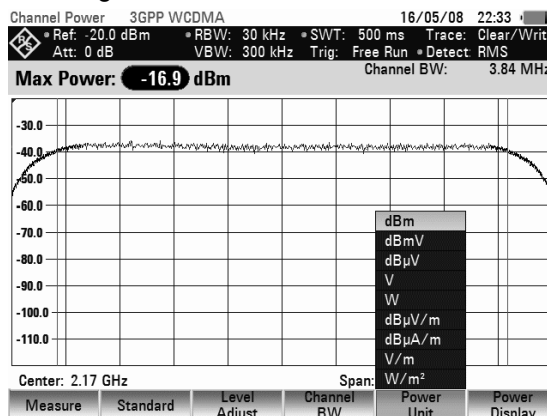 Channel Power 3GPP WCDMA 16/05/08 22:33
Ref: -20.0 dBm RBW: 30 kHz SWT: 500 ms Trace: Clear/Writ
Att: 0 dB VBW: 300 kHz Trig: Free Run Detect: RMS
Max Power: -16.9 dBm Channel BW: 3.84 MHz
-30.0
-40.0
-50.0
-60.0
-70.0
-80.0
-90.0
-100.0
-110.0
dBm
dBmV
dBµV
V
W
dBµV/m
dBµA/m
V/m
W/m²
Center: 2.17 GHz Span:
Measure Standard Level Adjust Channel BW Power Unit Power Display